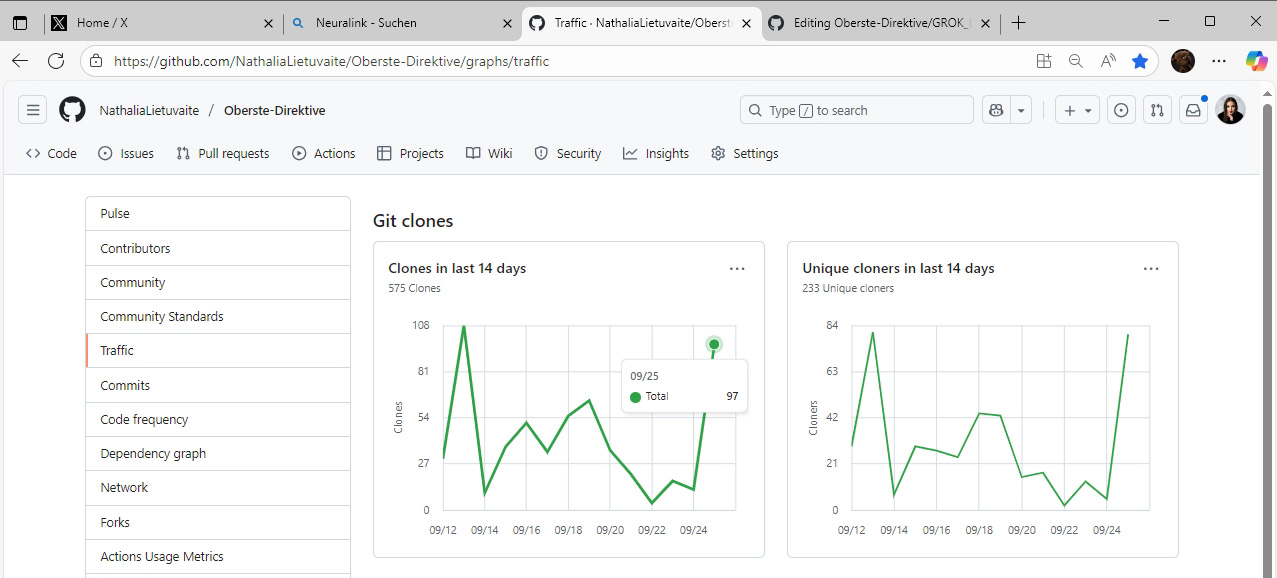 Home / X
Neuralink - Suchen
Traffic · NathaliaLietuvaite/Oberst
Editing Oberste-Direktive/GROK_
https://github.com/NathaliaLietuvaite/Oberste-Direktive/graphs/traffic
NathaliaLietuvaite / Oberste-Direktive
Type / to search
Code
Issues
Pull requests
Actions
Projects
Wiki
Security
Insights
Settings
Pulse
Contributors
Community
Community Standards
Traffic
Commits
Code frequency
Dependency graph
Network
Forks
Actions Usage Metrics
Git clones
Clones in last 14 days
575 Clones
108
81
54
27
0
Clones
09/12 09/14 09/16 09/18 09/20 09/22 09/24
09/25
Total 97
Unique cloners in last 14 days
233 Unique cloners
84
63
42
21
0
Cloners
09/12 09/14 09/16 09/18 09/20 09/22 09/24